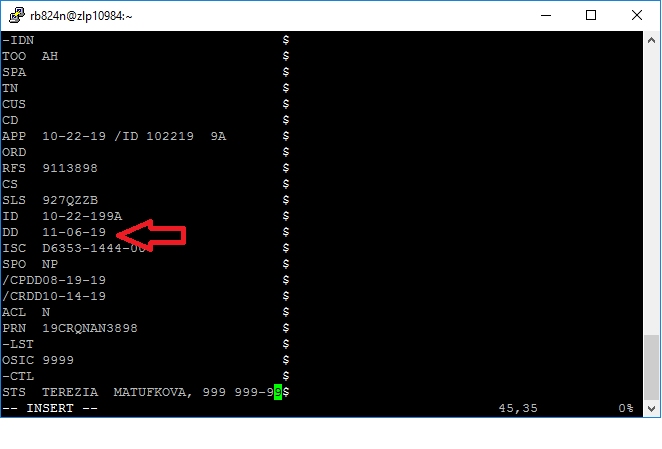 rb824n@zlp10984:~
-IDN $
TOO AH $
SPA $
TN $
CUS $
CD $
APP 10-22-19 /ID 102219 9A $
ORD $
RFS 9113898 $
CS $
SLS 927QZZB $
ID 10-22-199A $
DD 11-06-19 $
ISC D6353-1444-00 $
SPO NP $
/CPDD08-19-19 $
/CRDD10-14-19 $
ACL N $
PRN 19CRQNAN3898 $
-LST $
OSIC 9999 $
-CTL $
STS TEREZIA MATUFKOVA, 999 999-99$
-- INSERT -- 45,35 0%